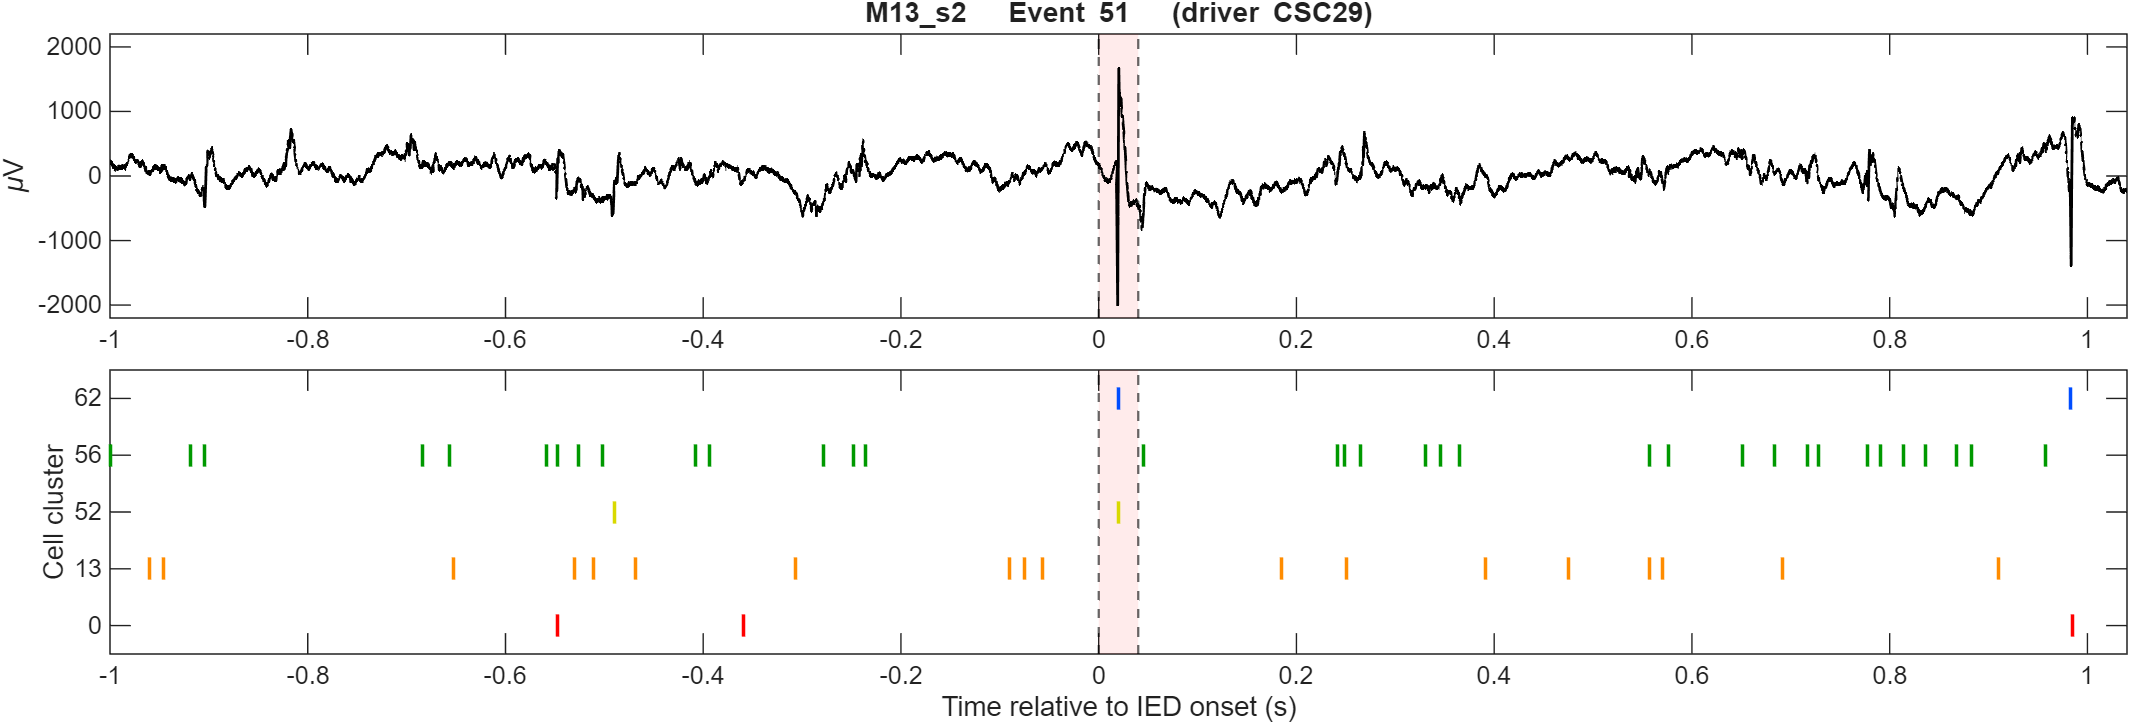 M13_s2 Event 51 (driver CSC29)
2000
1000
0
-1000
-2000
µV
-1 -0.8 -0.6 -0.4 -0.2 0 0.2 0.4 0.6 0.8 1
62
56
52
13
0
Cell cluster
-1 -0.8 -0.6 -0.4 -0.2 0 0.2 0.4 0.6 0.8 1
Time relative to IED onset (s)